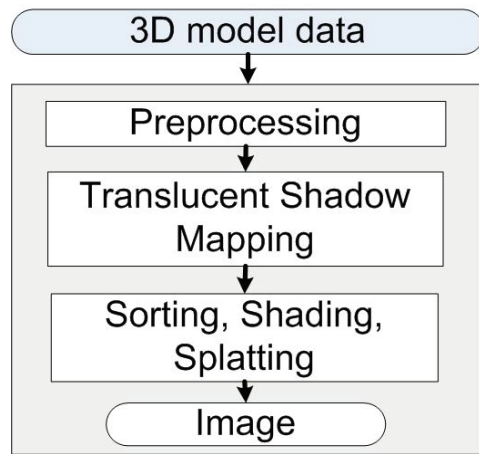 3D model data
Preprocessing
Translucent Shadow
Mapping
Sorting, Shading,
Splatting
Image